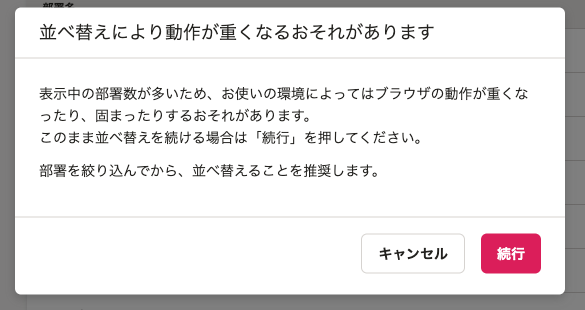 部署名
並べ替えにより動作が重くなるおそれがあります
表示中の部署数が多いため、お使いの環境によってはブラウザの動作が重くな
ったり、固まったりするおそれがあります。
このまま並べ替えを続ける場合は「続行」を押してください。
部署を絞り込んでから、並べ替えることを推奨します。
キャンセル
続行